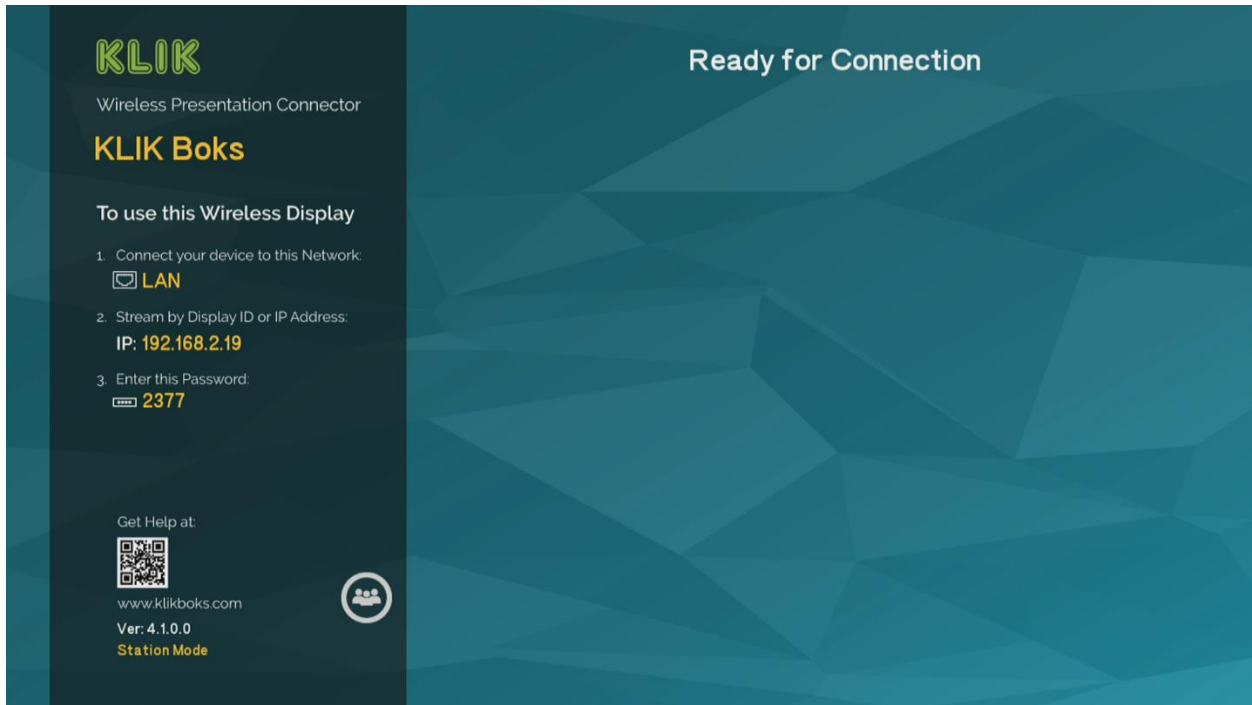 KLIK
Wireless Presentation Connector
KLIK Boks
To use this Wireless Display
1. Connect your device to this Network:
LAN
2. Stream by Display ID or IP Address:
IP: 192.168.2.19
3. Enter this Password:
2377
Get Help at:
www.klikboks.com
Ver: 4.1.0.0
Station Mode
Ready for Connection